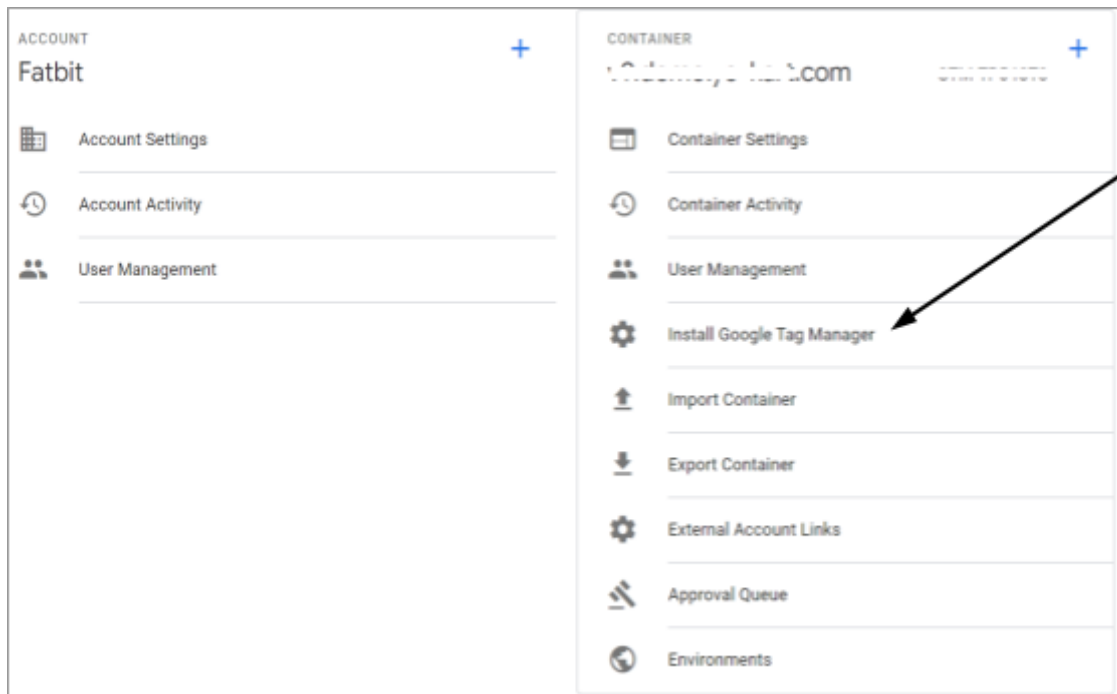 ACCOUNT
Fatbit
Account Settings
Account Activity
User Management
CONTAINER
.com
Container Settings
Container Activity
User Management
Install Google Tag Manager
Import Container
Export Container
External Account Links
Approval Queue
Environments